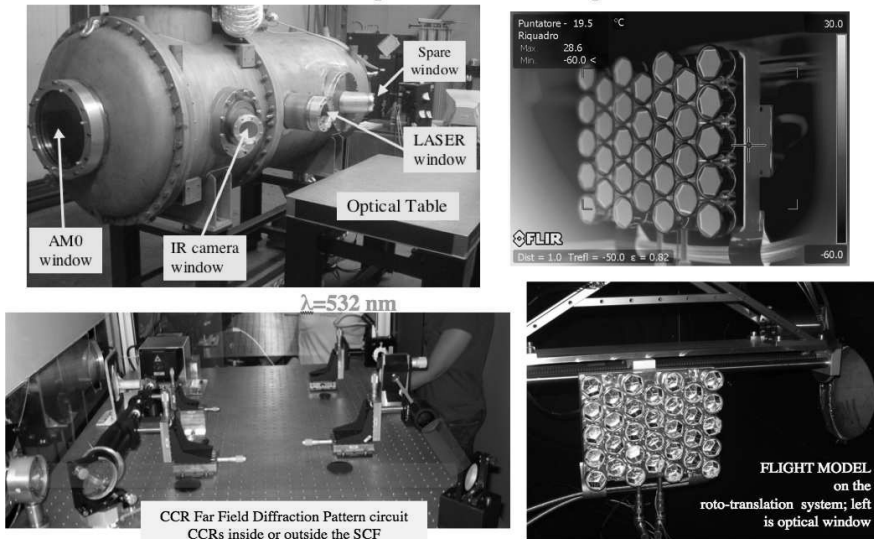 Spare
window
LASER
window
Optical Table
AM0
window
IR camera
window
Puntatore - 19.5 °C
Riquadro
Max. 28.6
Min. -60.0 <
30.0
FLIR
Dist = 1.0 Trefl = -50.0 ε = 0.82
-60.0
λ=532 nm
CCR Far Field Diffraction Pattern circuit
CCRs inside or outside the SCF
FLIGHT MODEL
on the
roto-translation system; left
is optical window